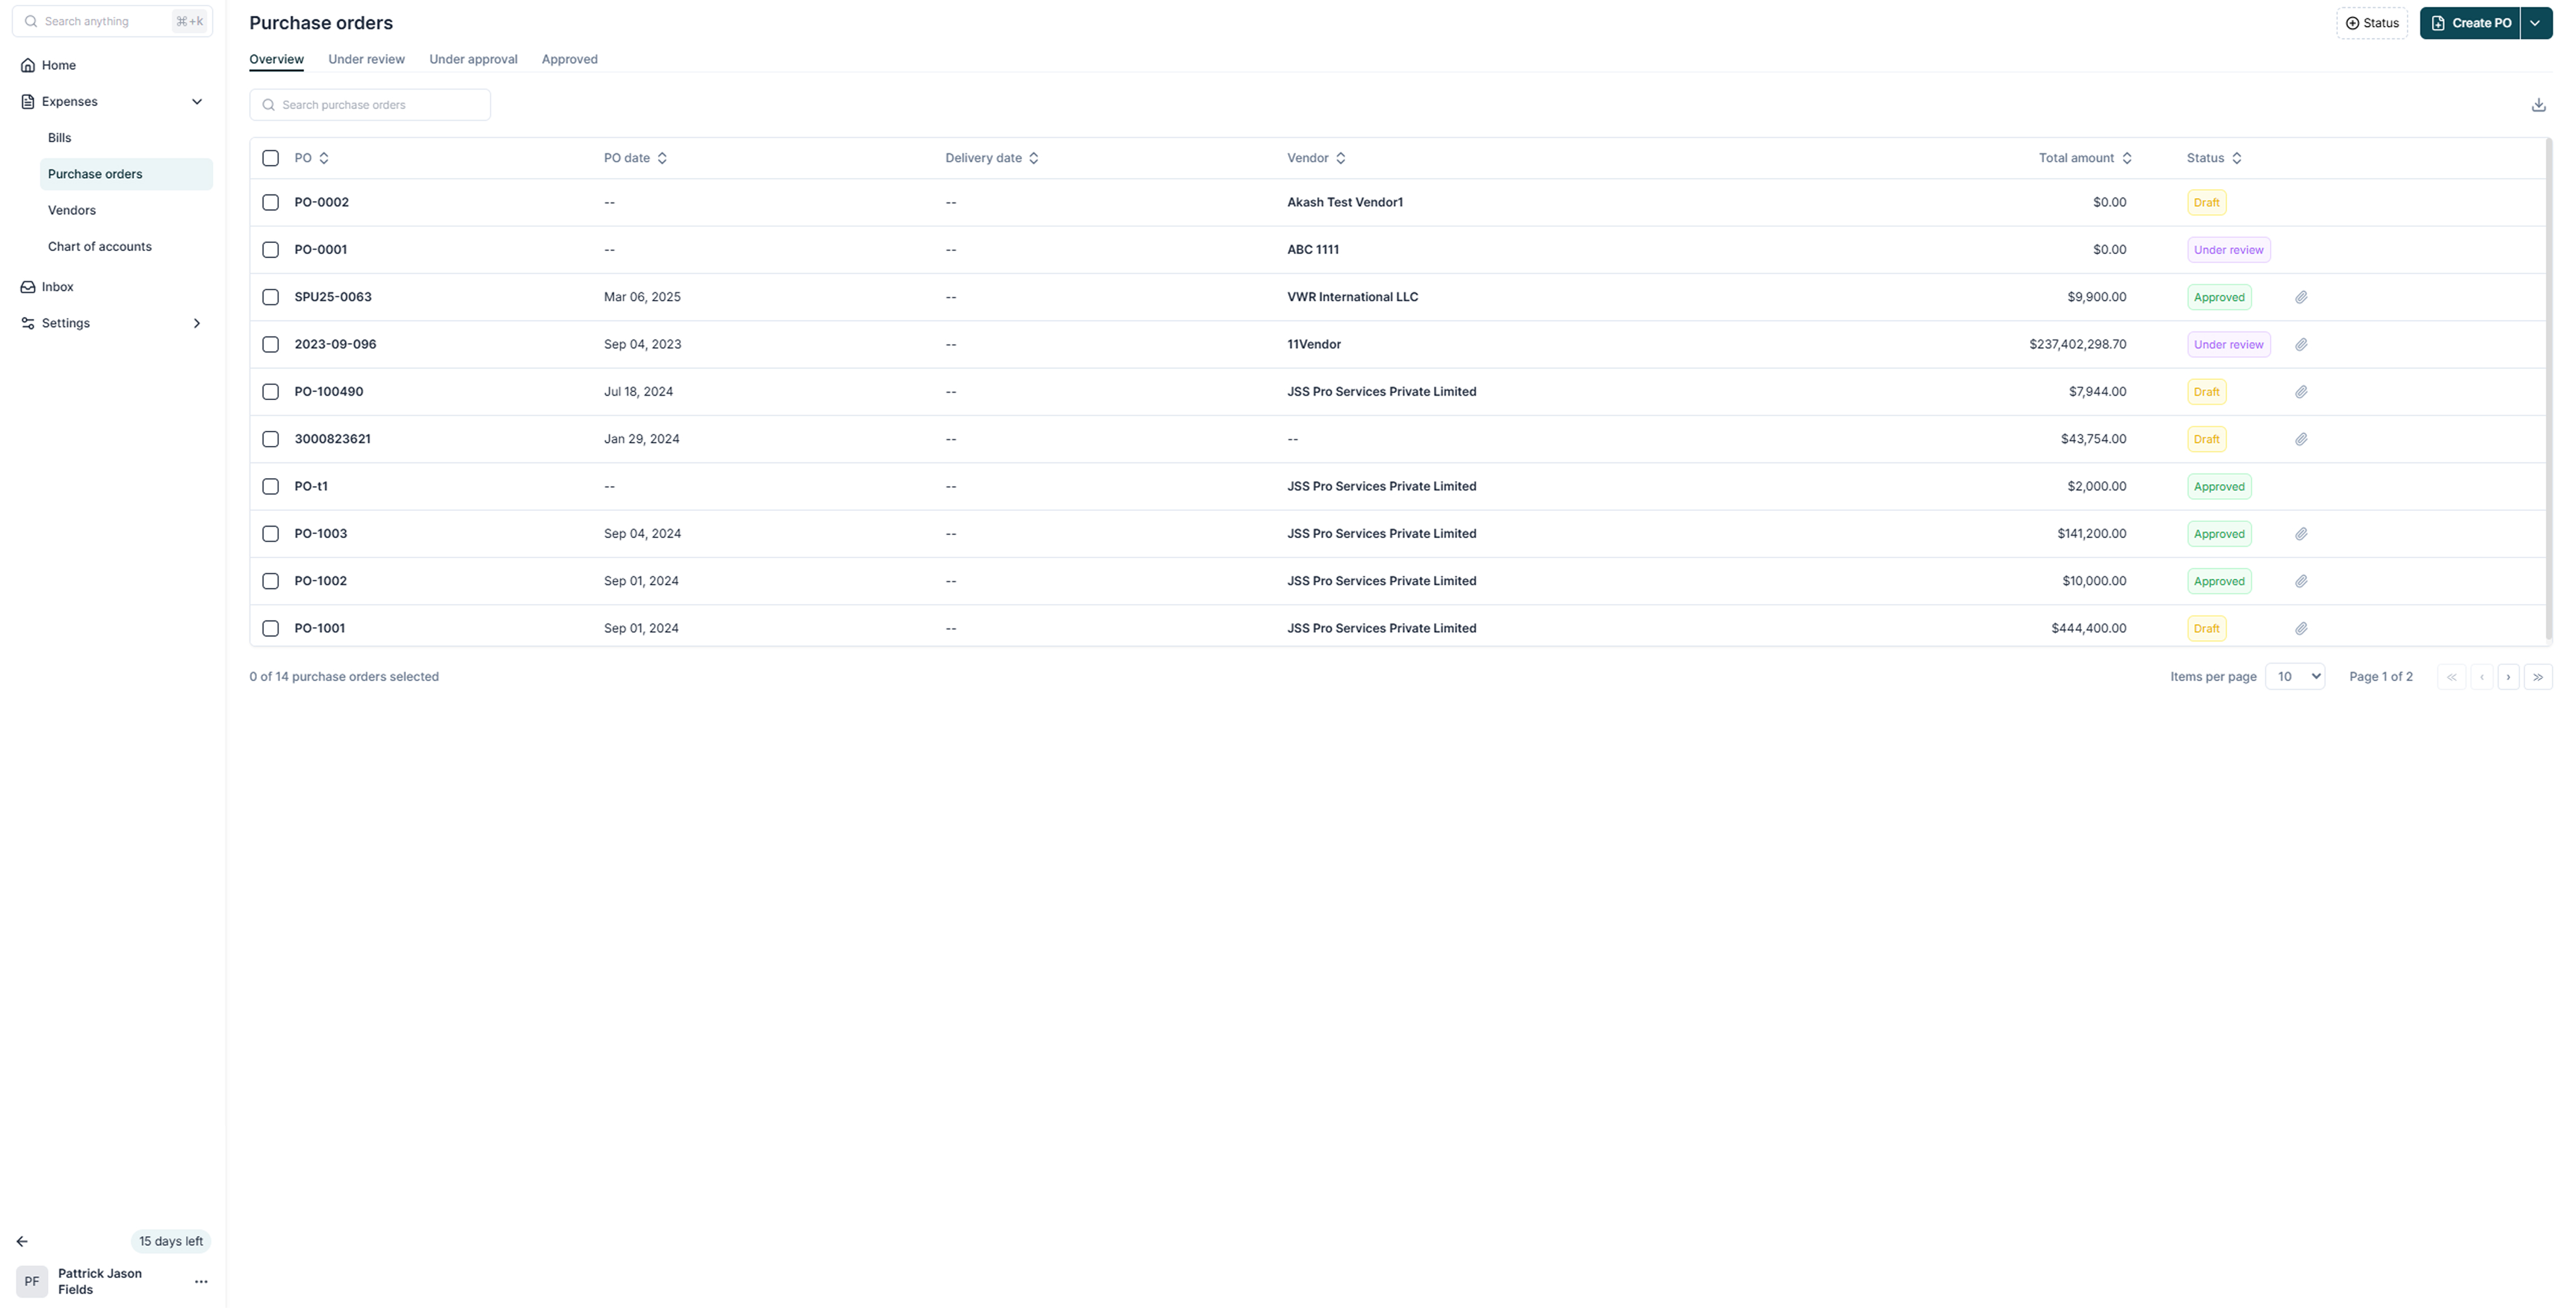 Search anything ⌘+k
Home
Expenses
Bills
Purchase orders
Vendors
Chart of accounts
Inbox
Settings
15 days left
PF
Pattrick Jason
Fields
Purchase orders
Status
Create PO
Overview Under review Under approval Approved
Search purchase orders
PO PO date Delivery date Vendor Total amount Status
PO-0002 -- -- Akash Test Vendor1 $0.00 Draft
PO-0001 -- -- ABC 1111 $0.00 Under review
SPU25-0063 Mar 06, 2025 -- VWR International LLC $9,900.00 Approved
2023-09-096 Sep 04, 2023 -- 11Vendor $237,402,298.70 Under review
PO-100490 Jul 18, 2024 -- JSS Pro Services Private Limited $7,944.00 Draft
3000823621 Jan 29, 2024 -- -- $43,754.00 Draft
PO-t1 -- -- JSS Pro Services Private Limited $2,000.00 Approved
PO-1003 Sep 04, 2024 -- JSS Pro Services Private Limited $141,200.00 Approved
PO-1002 Sep 01, 2024 -- JSS Pro Services Private Limited $10,000.00 Approved
PO-1001 Sep 01, 2024 -- JSS Pro Services Private Limited $444,400.00 Draft
0 of 14 purchase orders selected
Items per page 10 Page 1 of 2 « ‹ › »